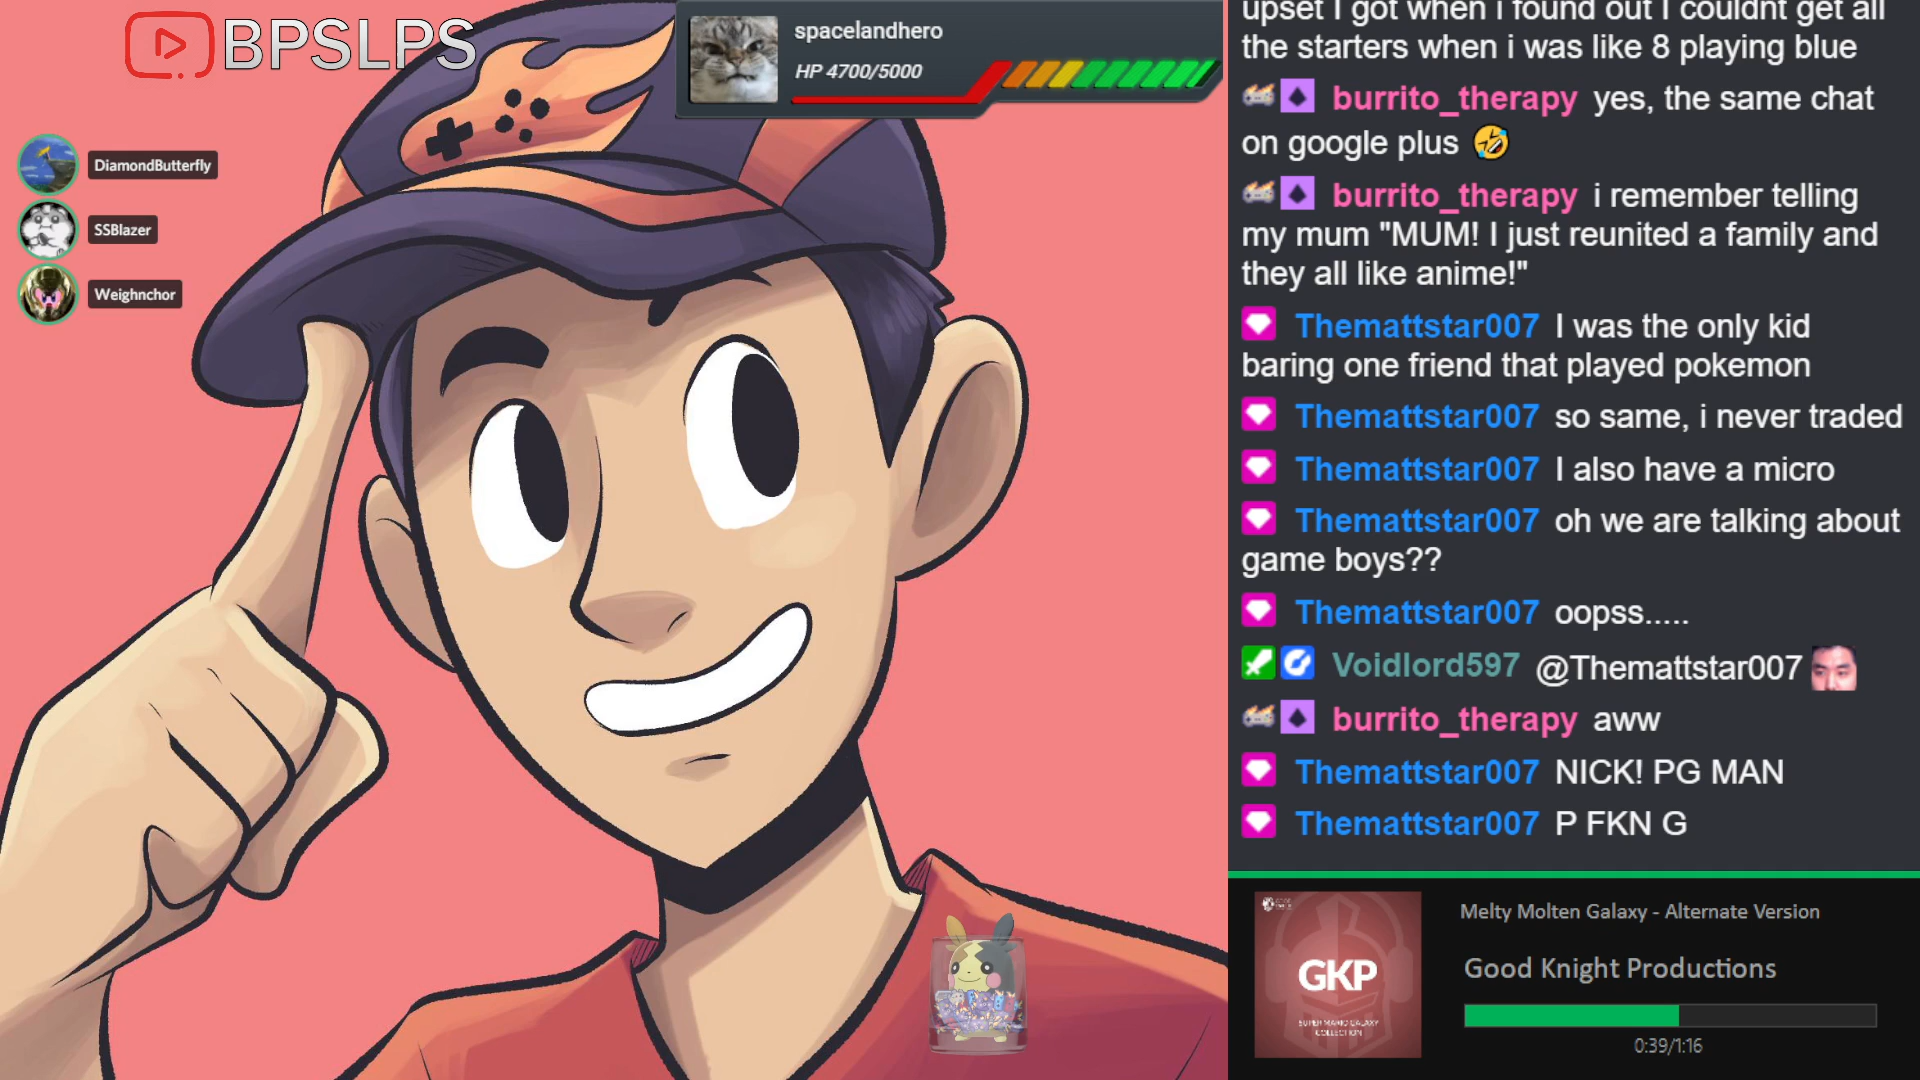 BPSLPS
spacelandhero
HP 4700/5000
DiamondButterfly
SSBlazer
Weighnchor
upset I got when i found out I couldnt get all
the starters when i was like 8 playing blue
burrito_therapy yes, the same chat
on google plus 🤣
burrito_therapy i remember telling
my mum "MUM! I just reunited a family and
they all like anime!"
Themattstar007 I was the only kid
baring one friend that played pokemon
Themattstar007 so same, i never traded
Themattstar007 I also have a micro
Themattstar007 oh we are talking about
game boys??
Themattstar007 oopss.....
Voidlord597 @Themattstar007
burrito_therapy aww
Themattstar007 NICK! PG MAN
Themattstar007 P FKN G
GKP
SUPER MARIO GALAXY
COLLECTION
Melty Molten Galaxy - Alternate Version
Good Knight Productions
0:39/1:16